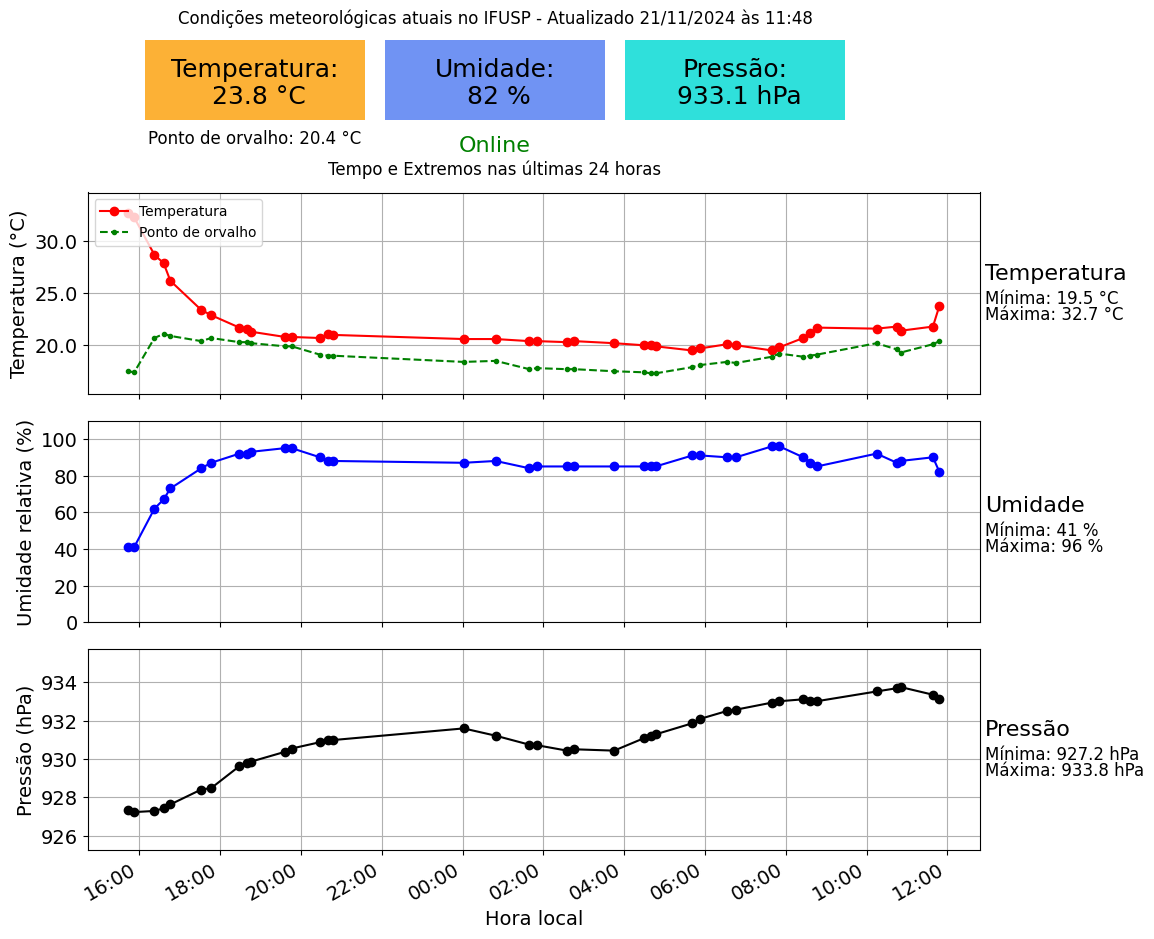 Condições meteorológicas atuais no IFUSP - Atualizado 21/11/2024 às 11:48
Temperatura:
23.8 °C
Umidade:
82 %
Pressão:
933.1 hPa
Ponto de orvalho: 20.4 °C
Online
Tempo e Extremos nas últimas 24 horas
Temperatura (°C)
30.0
25.0
20.0
Temperatura
Ponto de orvalho
Temperatura
Mínima: 19.5 °C
Máxima: 32.7 °C
Umidade relativa (%)
100
80
60
40
20
0
Umidade
Mínima: 41 %
Máxima: 96 %
Pressão (hPa)
934
932
930
928
926
Pressão
Mínima: 927.2 hPa
Máxima: 933.8 hPa
16:00 18:00 20:00 22:00 00:00 02:00 04:00 06:00 08:00 10:00 12:00
Hora local